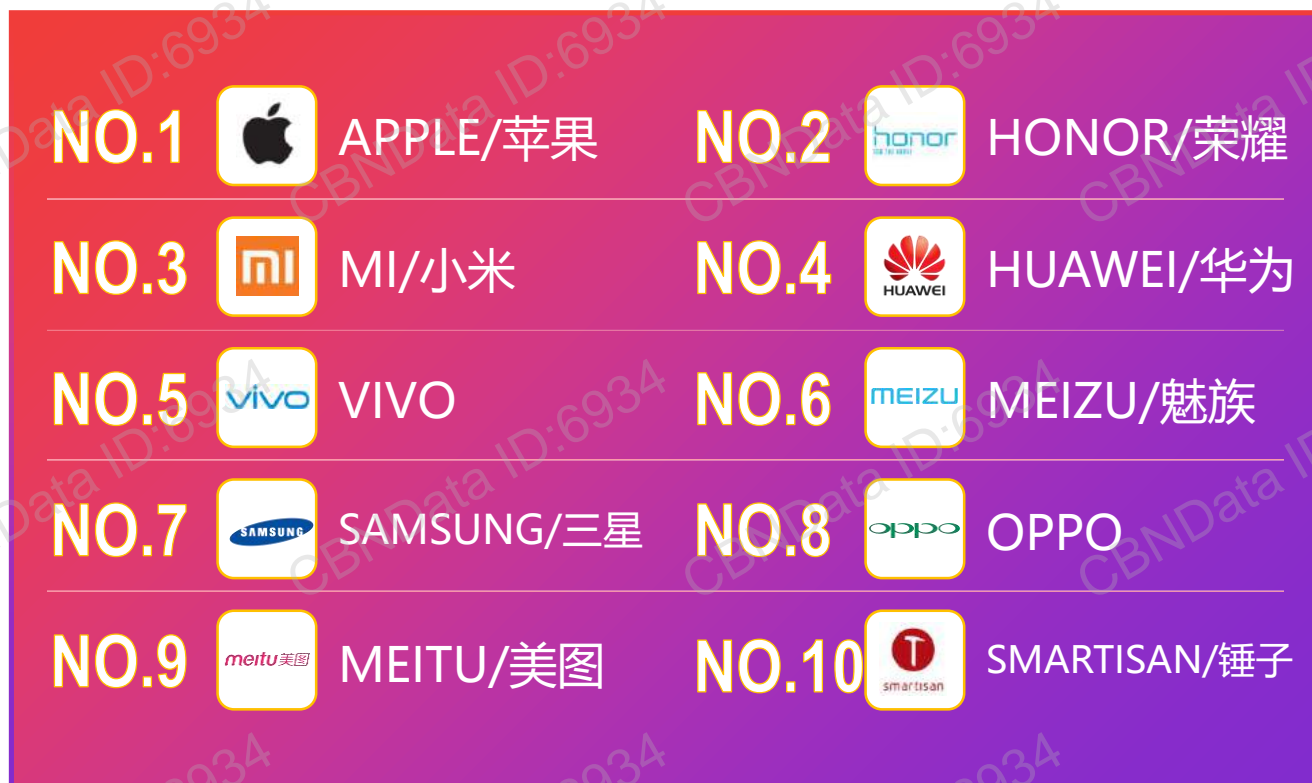 NO.1 APPLE/苹果
NO.2 honor HONOR/荣耀
NO.3 mi MI/小米
NO.4 HUAWEI HUAWEI/华为
NO.5 vivo VIVO
NO.6 MEIZU MEIZU/魅族
NO.7 SAMSUNG SAMSUNG/三星
NO.8 oppo OPPO
NO.9 meitu美图 MEITU/美图
NO.10 smartisan SMARTISAN/锤子
CBNData ID:6934